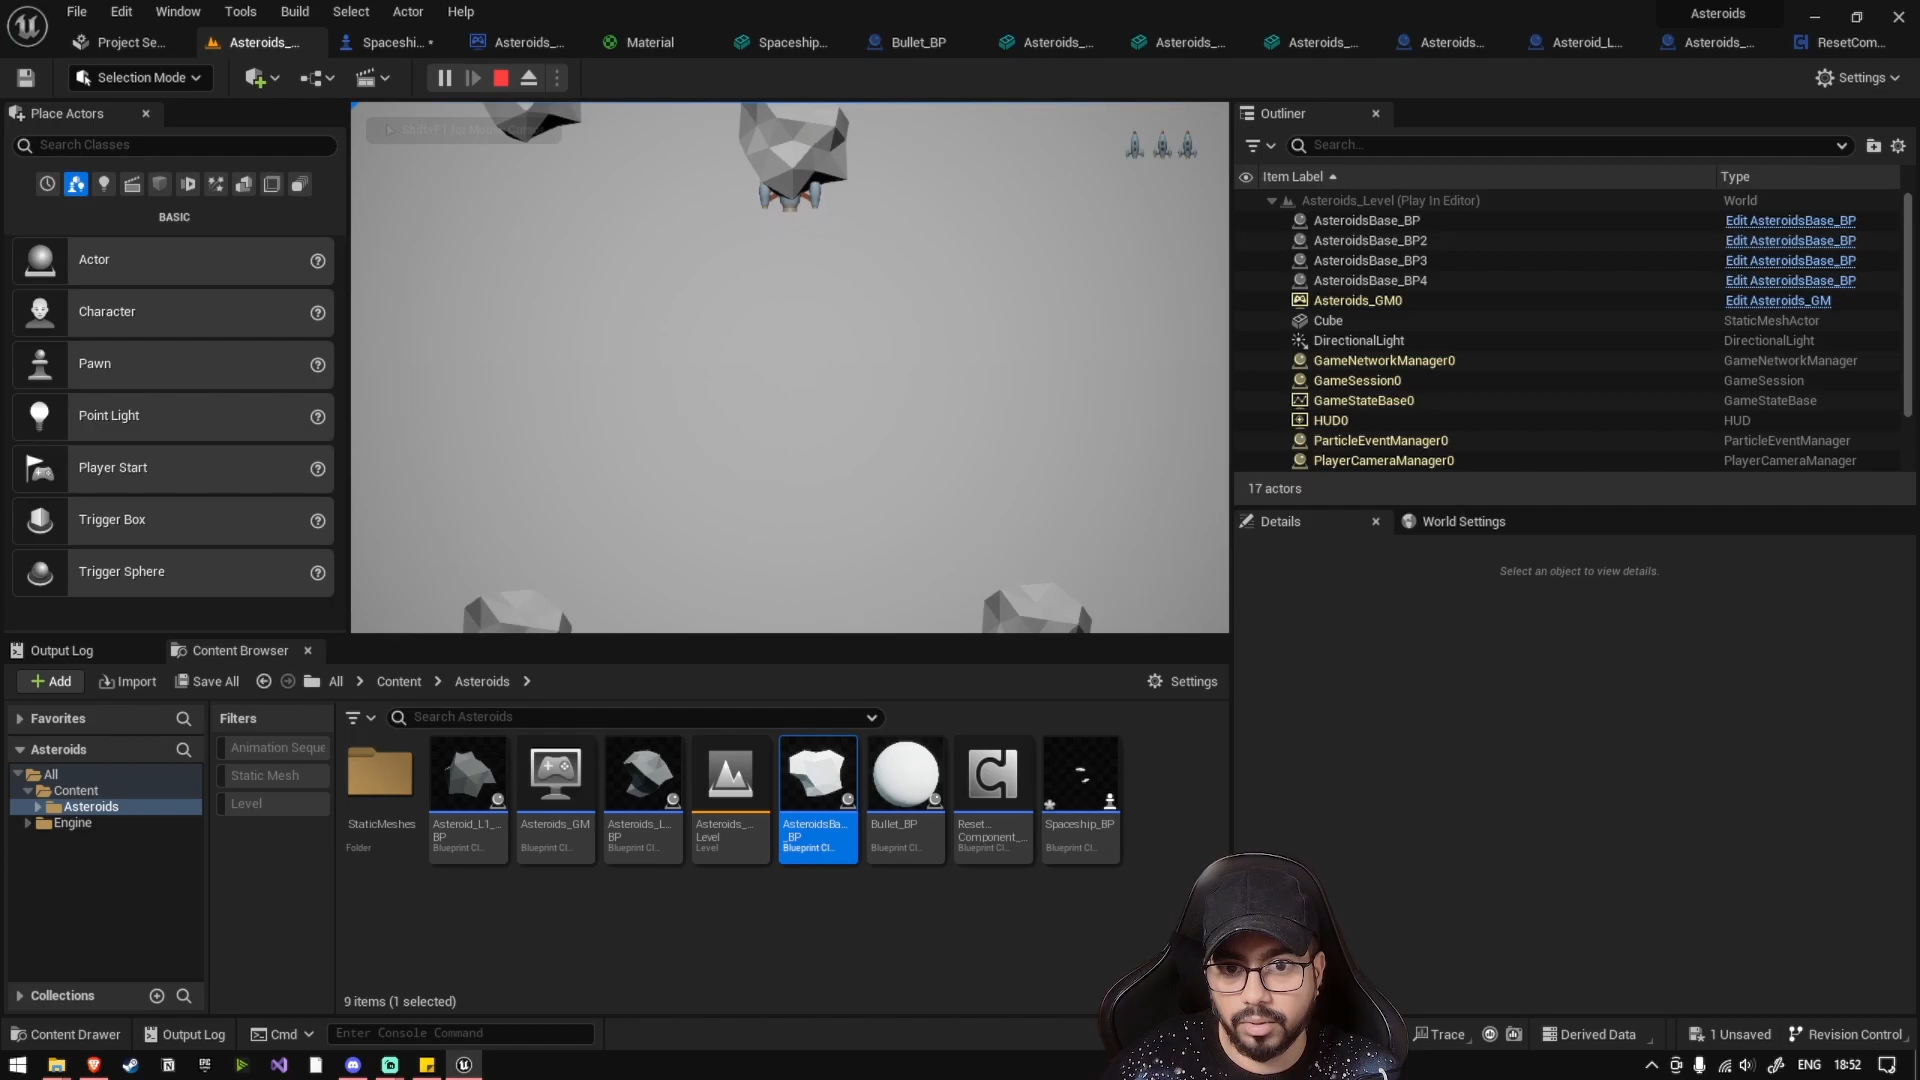 File Edit Window Tools Build Select Actor Help
Asteroids
Project Se...
Asteroids_...
Spaceshi... •
Asteroids_...
Material
Spaceship...
Bullet_BP
Asteroids_...
Asteroids_...
Asteroids_...
Asteroids...
Asteroid_L...
Asteroids_...
ResetCom...
Selection Mode
Settings
Place Actors
Search Classes
BASIC
Actor
Character
Pawn
Point Light
Player Start
Trigger Box
Trigger Sphere
Shift+F1 for Mouse Cursor
Outliner
Search...
Item Label Type
Asteroids_Level (Play In Editor) World
AsteroidsBase_BP Edit AsteroidsBase_BP
AsteroidsBase_BP2 Edit AsteroidsBase_BP
AsteroidsBase_BP3 Edit AsteroidsBase_BP
AsteroidsBase_BP4 Edit AsteroidsBase_BP
Asteroids_GM0 Edit Asteroids_GM
Cube StaticMeshActor
DirectionalLight DirectionalLight
GameNetworkManager0 GameNetworkManager
GameSession0 GameSession
GameStateBase0 GameStateBase
HUD0 HUD
ParticleEventManager0 ParticleEventManager
PlayerCameraManager0 PlayerCameraManager
17 actors
Details
World Settings
Select an object to view details.
Output Log
Content Browser
Add
Import
Save All
All
Content
Asteroids
Settings
Favorites
Asteroids
All
Content
Asteroids
Engine
Collections
Filters
Animation Seque
Static Mesh
Level
Search Asteroids
StaticMeshes
Folder
Asteroid_L1_...
BP
Blueprint Cl...
Asteroids_GM
Blueprint Cl...
Asteroids_L...
BP
Blueprint Cl...
Asteroids_...
Level
Level
AsteroidsBa...
_BP
Blueprint Cl...
Bullet_BP
Blueprint Cl...
Reset...
Component_...
Blueprint Cl...
Spaceship_BP
Blueprint Cl...
9 items (1 selected)
Content Drawer
Output Log
Cmd
Enter Console Command
Trace
Derived Data
1 Unsaved
Revision Control
EPIC
ENG
18:52